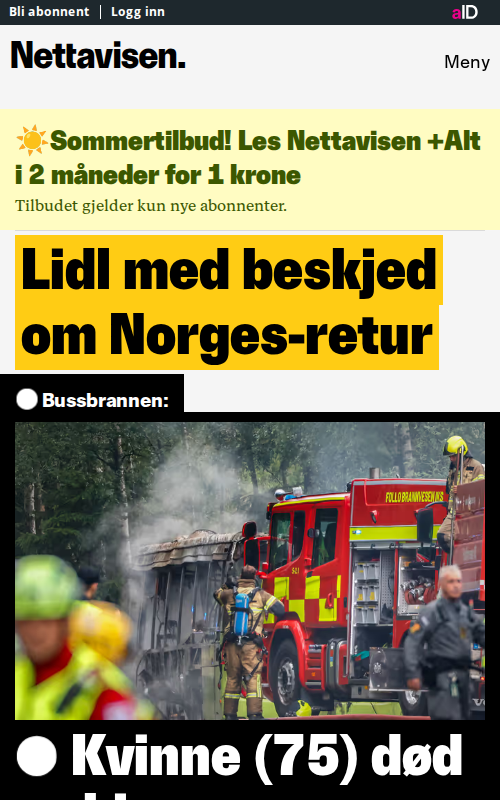 Bli abonnent | Logg inn
aID
Nettavisen.
Meny
Sommertilbud! Les Nettavisen +Alt
i 2 måneder for 1 krone
Tilbudet gjelder kun nye abonnenter.
Lidl med beskjed
om Norges-retur
Bussbrannen:
FOLLO BRANNVESEN IKS
Kvinne (75) død